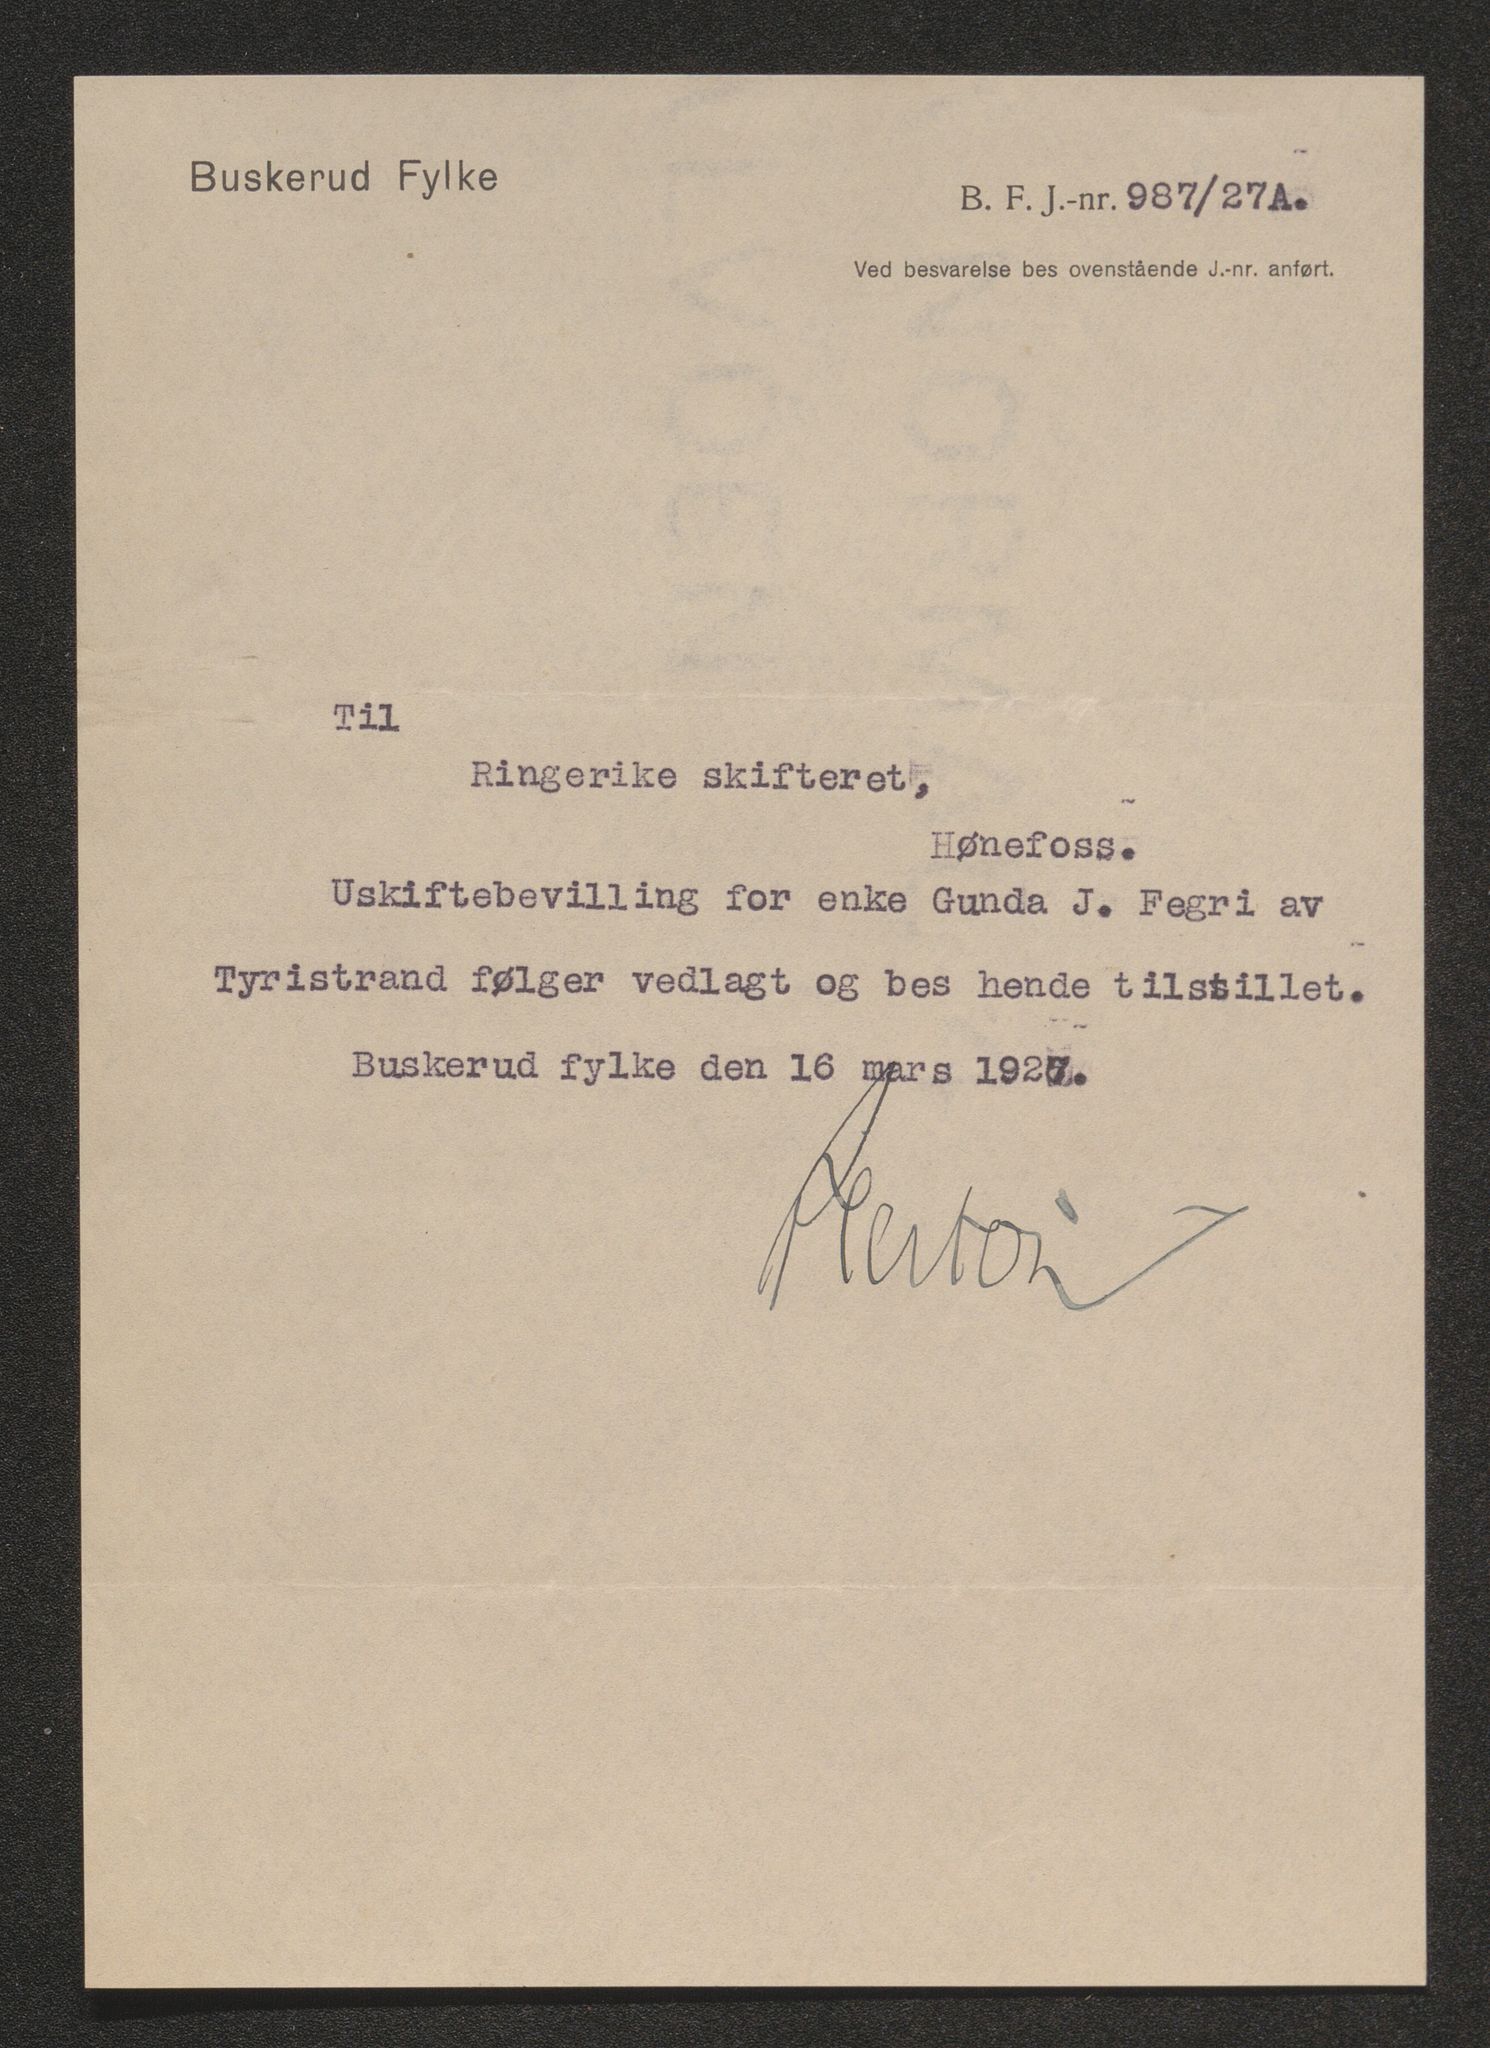 Buskerud Fylke
B. F. J.-nr. 987/27A.
Ved besvarelse bes ovenstående J.-nr. anført.
Til
Ringerike skifteret,
Hønefoss.
Uskiftebevilling for enke Gunda J. Fegri av
Tyristrand følger vedlagt og bes hende tilstillet.
Buskerud fylke den 16 mars 1927.